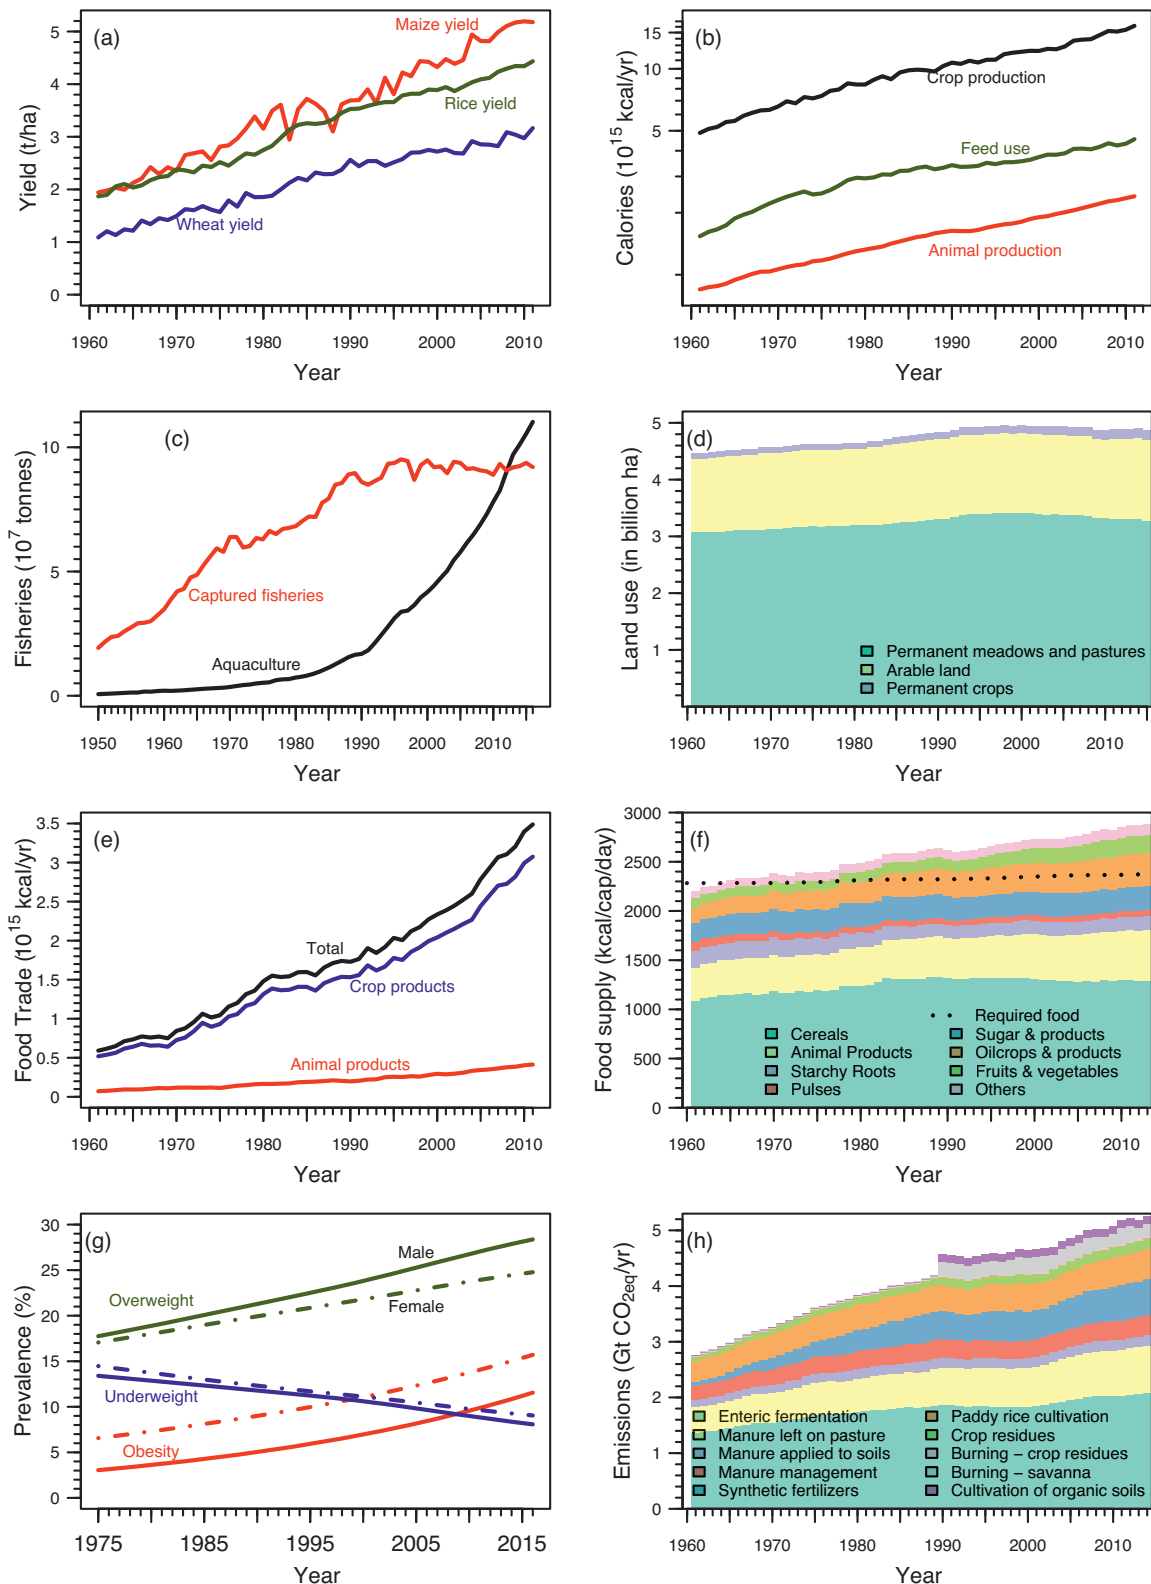 (a)
Maize yield
Rice yield
Wheat yield
Yield (t/ha)
0
1
2
3
4
5
1960 1970 1980 1990 2000 2010
Year
(b)
Crop production
Feed use
Animal production
Calories (10^15 kcal/yr)
5
10
15
1960 1970 1980 1990 2000 2010
Year
(c)
Captured fisheries
Aquaculture
Fisheries (10^7 tonnes)
0
5
10
1950 1960 1970 1980 1990 2000 2010
Year
(d)
Permanent meadows and pastures
Arable land
Permanent crops
Land use (in billion ha)
1
2
3
4
5
1960 1970 1980 1990 2000 2010
Year
(e)
Total
Crop products
Animal products
Food Trade (10^15 kcal/yr)
0
0.5
1
1.5
2
2.5
3
3.5
1960 1970 1980 1990 2000 2010
Year
(f)
Required food
Cereals
Animal Products
Starchy Roots
Pulses
Sugar & products
Oilcrops & products
Fruits & vegetables
Others
Food supply (kcal/cap/day)
0
500
1000
1500
2000
2500
3000
1960 1970 1980 1990 2000 2010
Year
(g)
Male
Overweight
Female
Underweight
Obesity
Prevalence (%)
0
5
10
15
20
25
30
1975 1985 1995 2005 2015
Year
(h)
Enteric fermentation
Manure left on pasture
Manure applied to soils
Manure management
Synthetic fertilizers
Paddy rice cultivation
Crop residues
Burning − crop residues
Burning − savanna
Cultivation of organic soils
Emissions (Gt CO2eq/yr)
0
1
2
3
4
5
1960 1970 1980 1990 2000 2010
Year